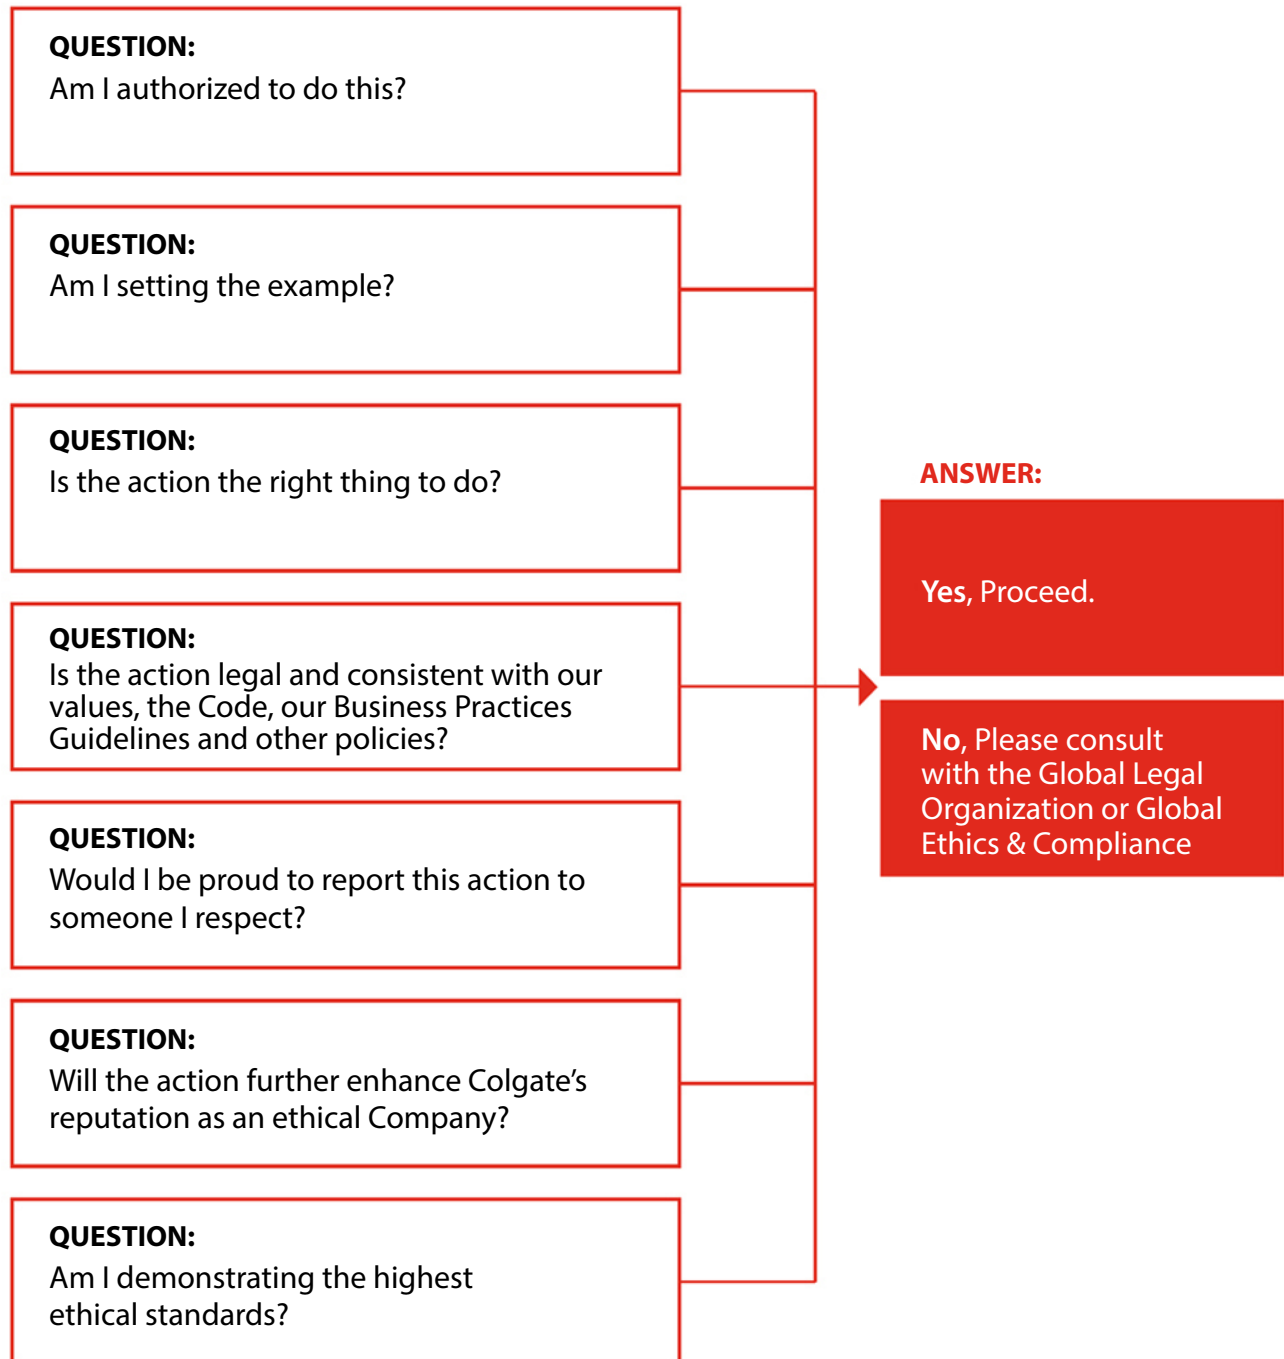 QUESTION:
Am I authorized to do this?
QUESTION:
Am I setting the example?
QUESTION:
Is the action the right thing to do?
QUESTION:
Is the action legal and consistent with our
values, the Code, our Business Practices
Guidelines and other policies?
QUESTION:
Would I be proud to report this action to
someone I respect?
QUESTION:
Will the action further enhance Colgate’s
reputation as an ethical Company?
QUESTION:
Am I demonstrating the highest
ethical standards?
ANSWER:
Yes, Proceed.
No, Please consult
with the Global Legal
Organization or Global
Ethics & Compliance